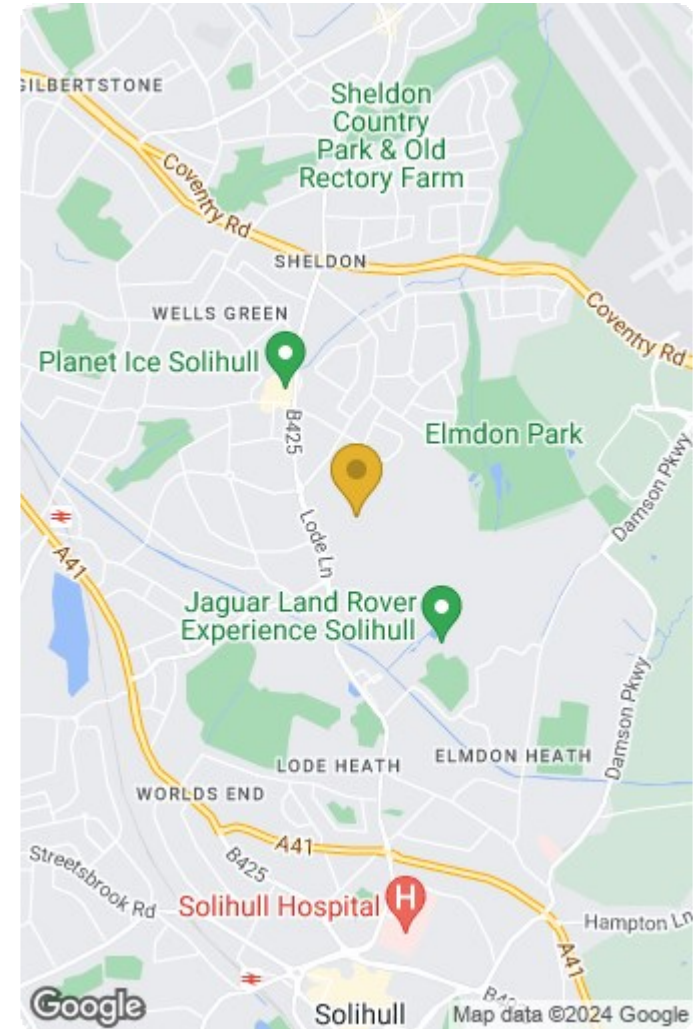 GILBERTSTONE
Sheldon
Country
Park & Old
Rectory Farm
Coventry Rd
SHELDON
WELLS GREEN
Coventry Rd
Planet Ice Solihull
B425
Elmdon Park
Damson Pkwy
Lode Ln
A41
Jaguar Land Rover
Experience Solihull
Damson Pkwy
LODE HEATH
ELMDON HEATH
WORLDS END
A41
B425
Streetsbrook Rd
Solihull Hospital
H
Hampton Ln
A41
Google
Solihull
Map data ©2024 Google